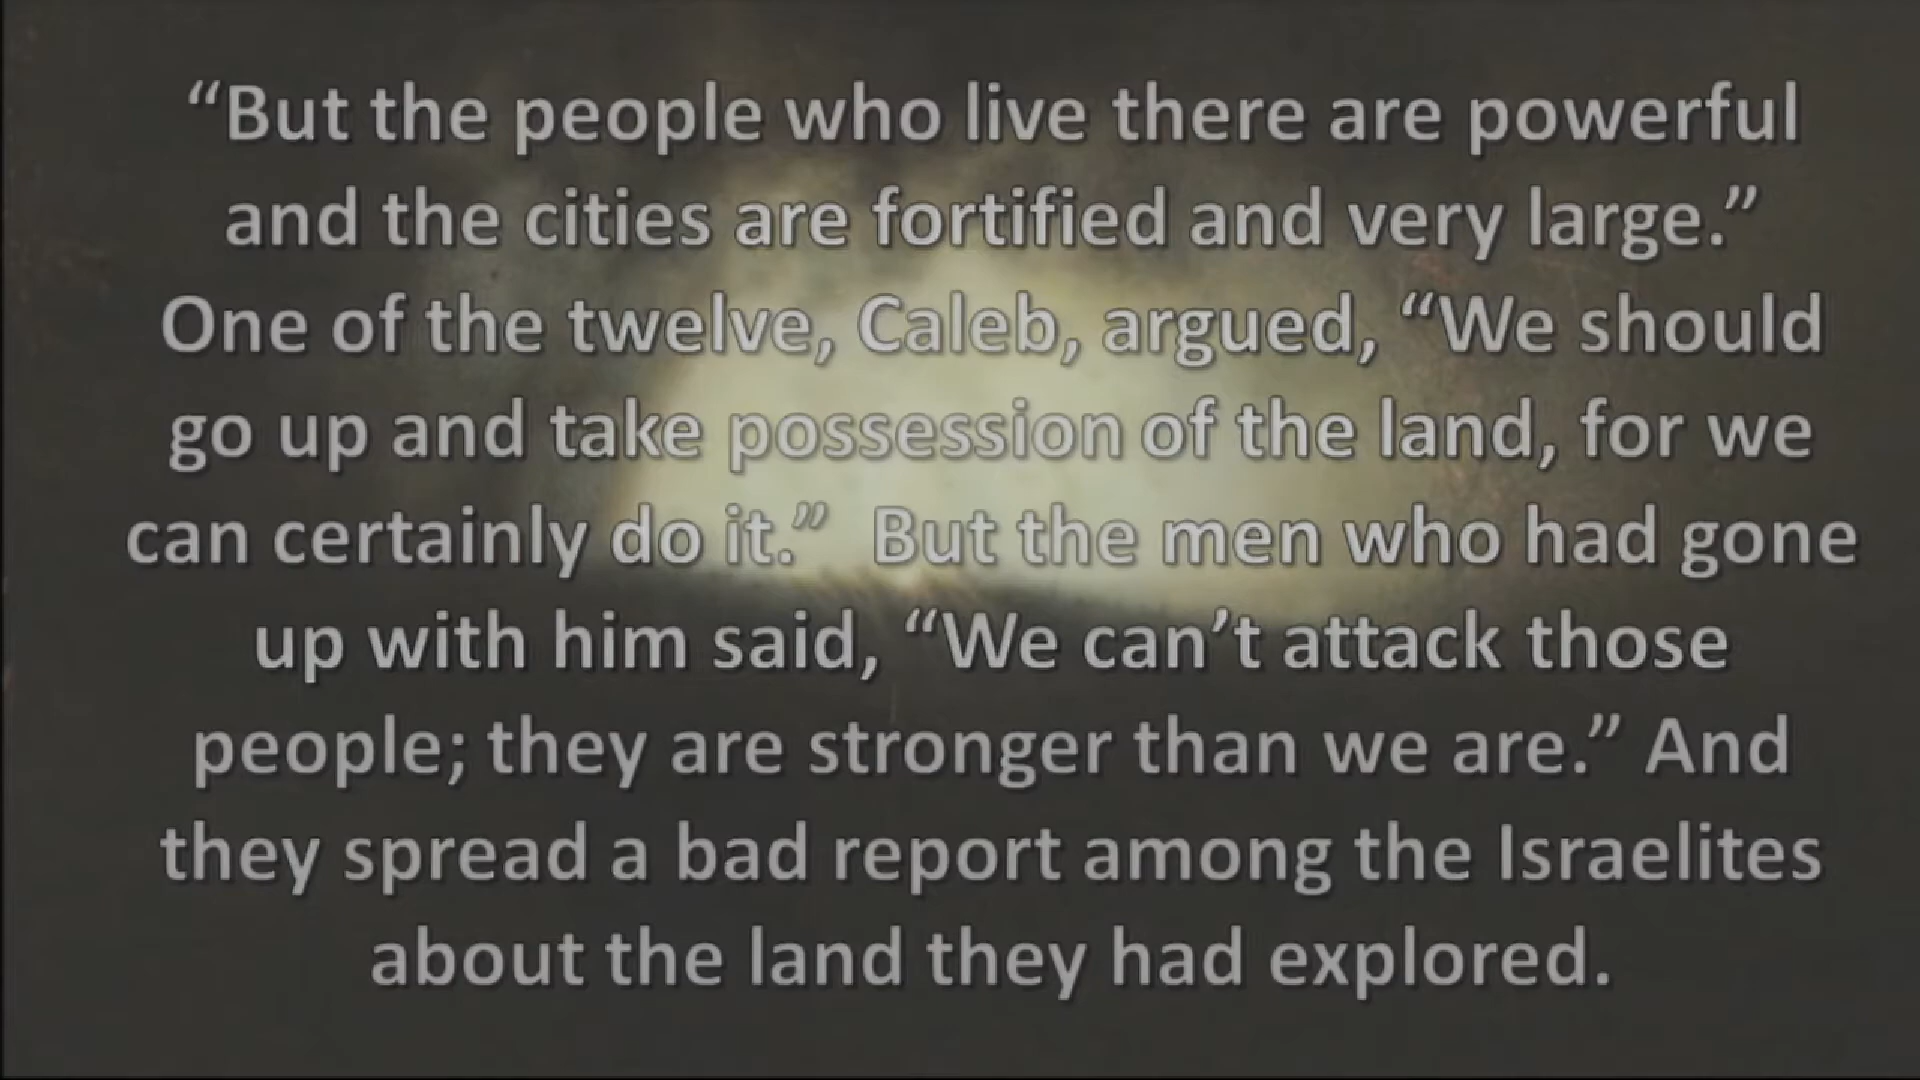 “But the people who live there are powerful
and the cities are fortified and very large.”
One of the twelve, Caleb, argued, “We should
go up and take possession of the land, for we
can certainly do it.”  But the men who had gone
up with him said, “We can’t attack those
people; they are stronger than we are.” And
they spread a bad report among the Israelites
about the land they had explored.